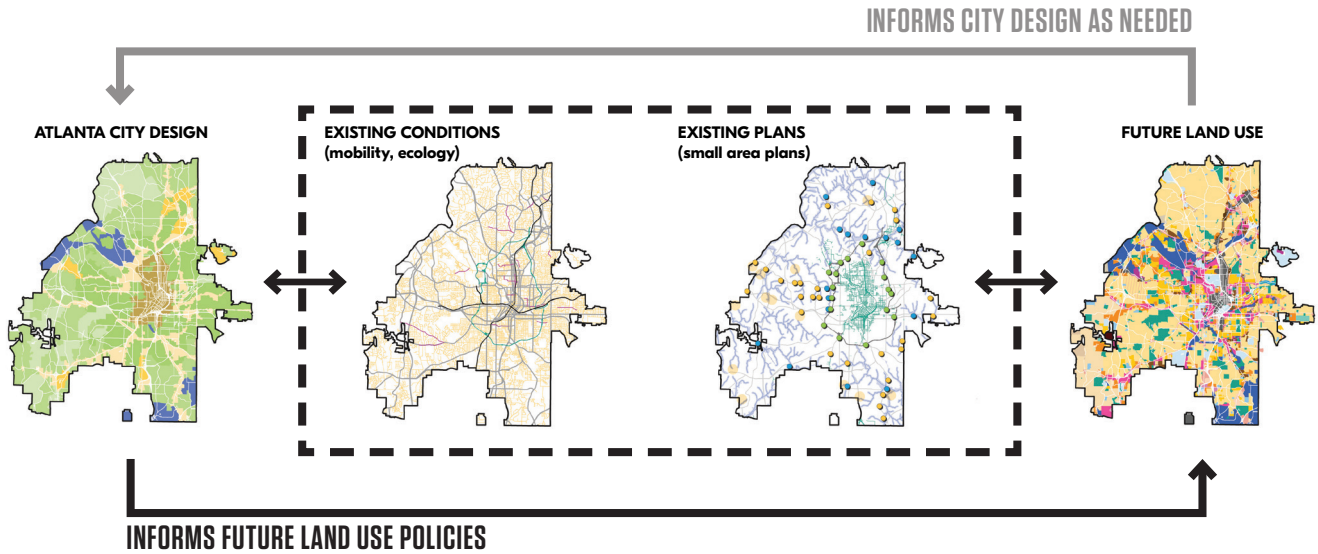 INFORMS CITY DESIGN AS NEEDED
ATLANTA CITY DESIGN
EXISTING CONDITIONS
(mobility, ecology)
EXISTING PLANS
(small area plans)
FUTURE LAND USE
INFORMS FUTURE LAND USE POLICIES